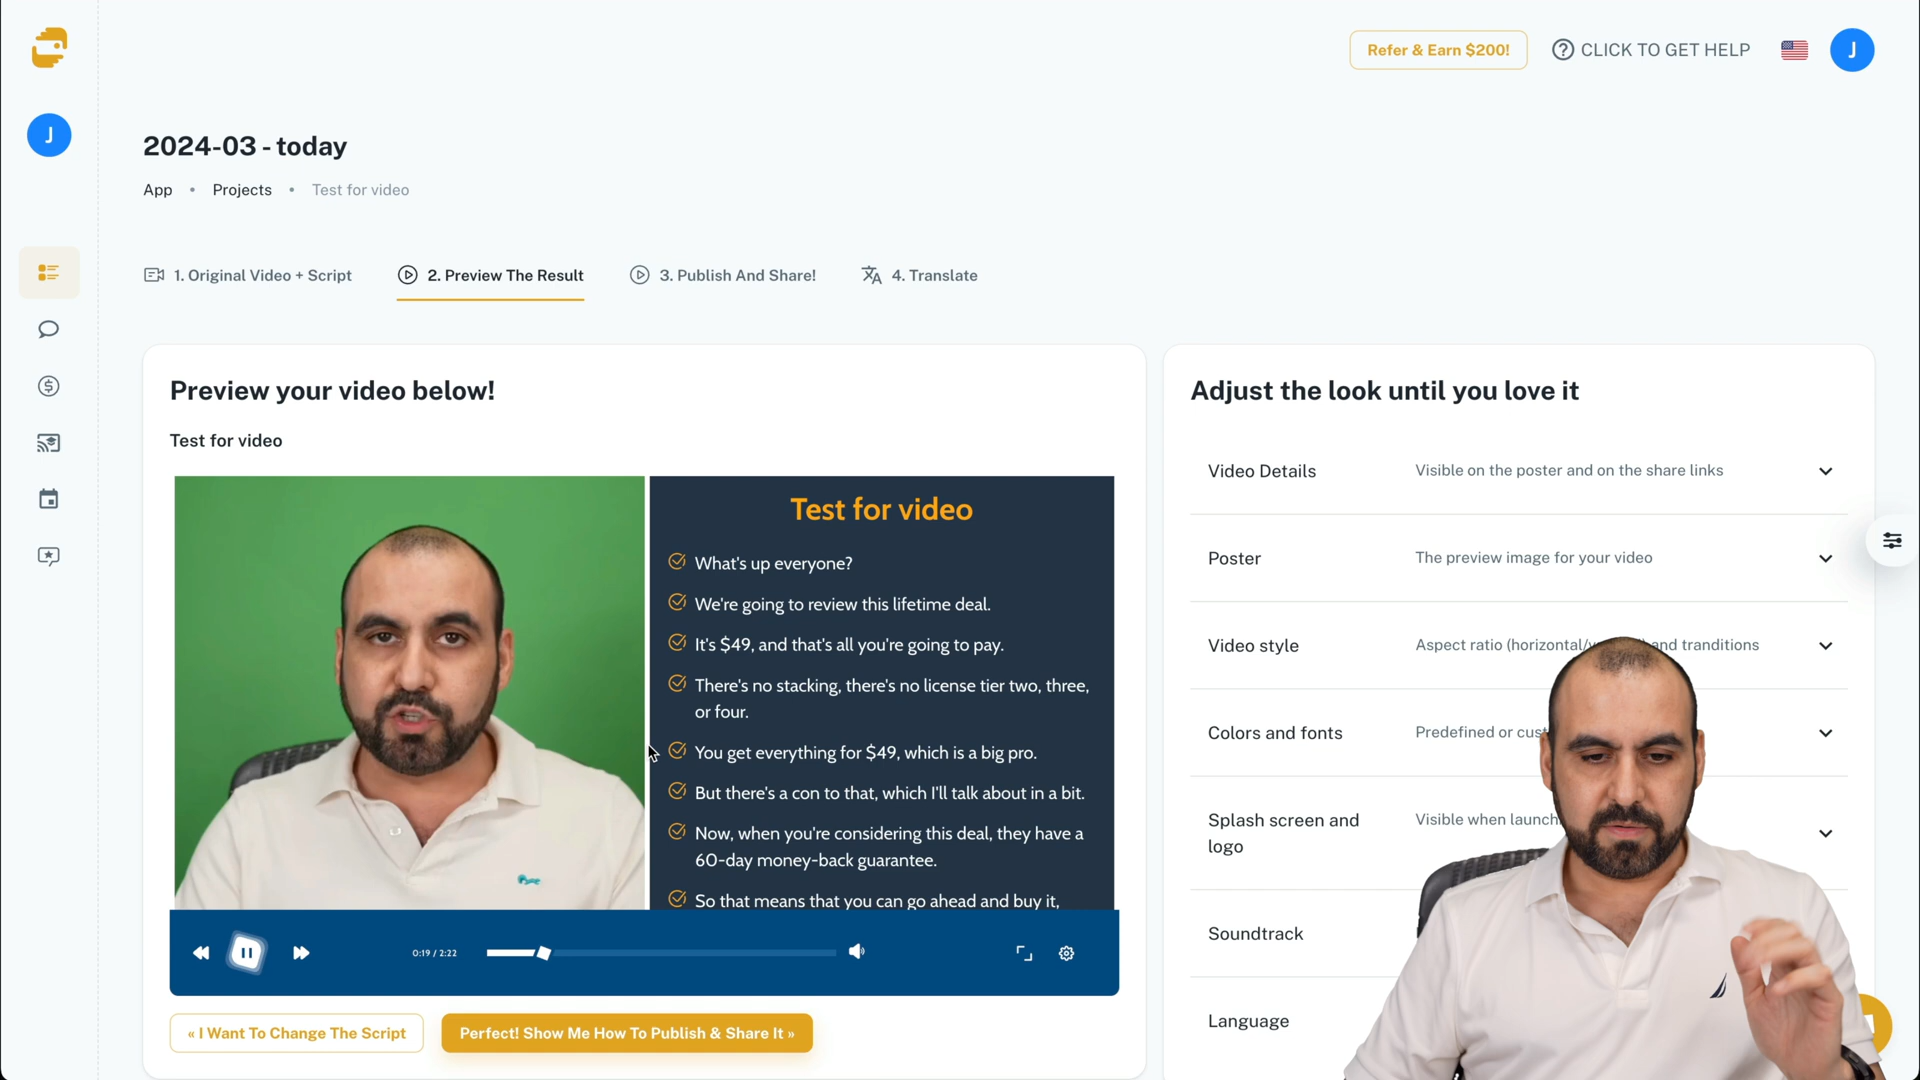 Refer & Earn $200!
CLICK TO GET HELP
J
J
2024-03 - today
App • Projects • Test for video
1. Original Video + Script
2. Preview The Result
3. Publish And Share!
4. Translate
Preview your video below!
Test for video
Test for video
What's up everyone?
We're going to review this lifetime deal.
It's $49, and that's all you're going to pay.
There's no stacking, there's no license tier two, three,
or four.
You get everything for $49, which is a big pro.
But there's a con to that, which I'll talk about in a bit.
Now, when you're considering this deal, they have a
60-day money-back guarantee.
So that means that you can go ahead and buy it,
0:19 / 2:22
« I Want To Change The Script
Perfect! Show Me How To Publish & Share It »
Adjust the look until you love it
Video Details
Visible on the poster and on the share links
Poster
The preview image for your video
Video style
Aspect ratio (horizontal/ and tranditions
Colors and fonts
Predefined or
Splash screen and
logo
Visible when
Soundtrack
Language